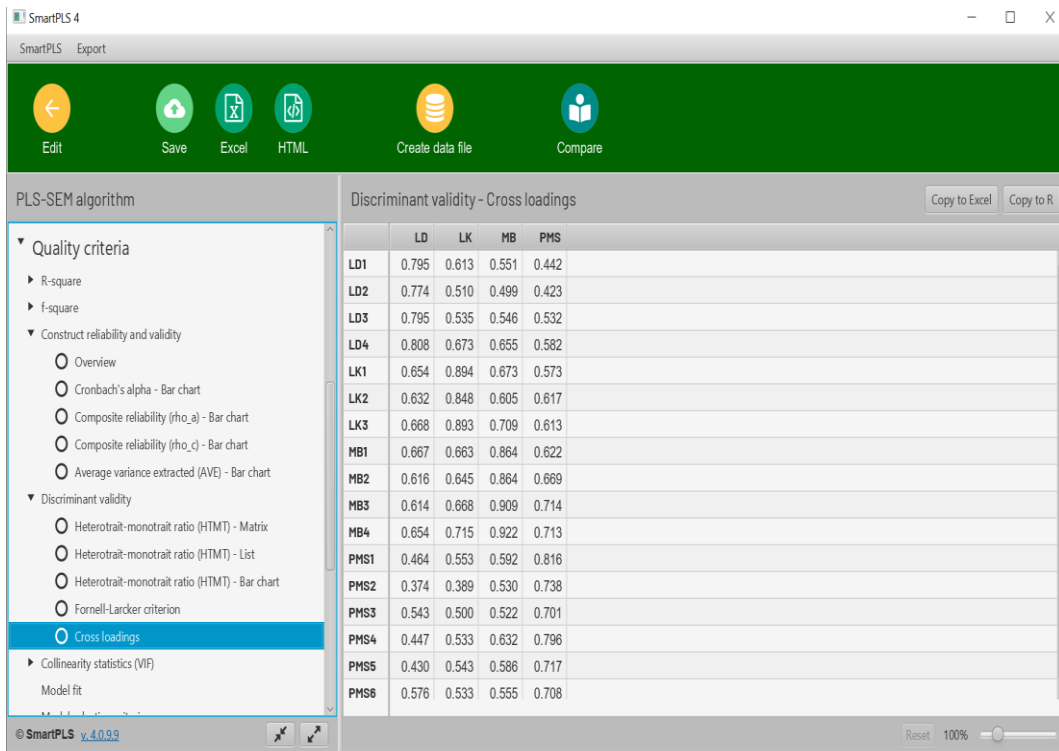 SmartPLS 4
SmartPLS Export
Edit Save Excel HTML Create data file Compare
PLS-SEM algorithm
Quality criteria
R-square
f-square
Construct reliability and validity
Overview
Cronbach's alpha - Bar chart
Composite reliability (rho_a) - Bar chart
Composite reliability (rho_c) - Bar chart
Average variance extracted (AVE) - Bar chart
Discriminant validity
Heterotrait-monotrait ratio (HTMT) - Matrix
Heterotrait-monotrait ratio (HTMT) - List
Heterotrait-monotrait ratio (HTMT) - Bar chart
Fornell-Larcker criterion
Cross loadings
Collinearity statistics (VIF)
Model fit
© SmartPLS v. 4.0.9.9
Discriminant validity - Cross loadings Copy to Excel Copy to R
LD LK MB PMS
LD1 0.795 0.613 0.551 0.442
LD2 0.774 0.510 0.499 0.423
LD3 0.795 0.535 0.546 0.532
LD4 0.808 0.673 0.655 0.582
LK1 0.654 0.894 0.673 0.573
LK2 0.632 0.848 0.605 0.617
LK3 0.668 0.893 0.709 0.613
MB1 0.667 0.663 0.864 0.622
MB2 0.616 0.645 0.864 0.669
MB3 0.614 0.668 0.909 0.714
MB4 0.654 0.715 0.922 0.713
PMS1 0.464 0.553 0.592 0.816
PMS2 0.374 0.389 0.530 0.738
PMS3 0.543 0.500 0.522 0.701
PMS4 0.447 0.533 0.632 0.796
PMS5 0.430 0.543 0.586 0.717
PMS6 0.576 0.533 0.555 0.708
Reset 100%